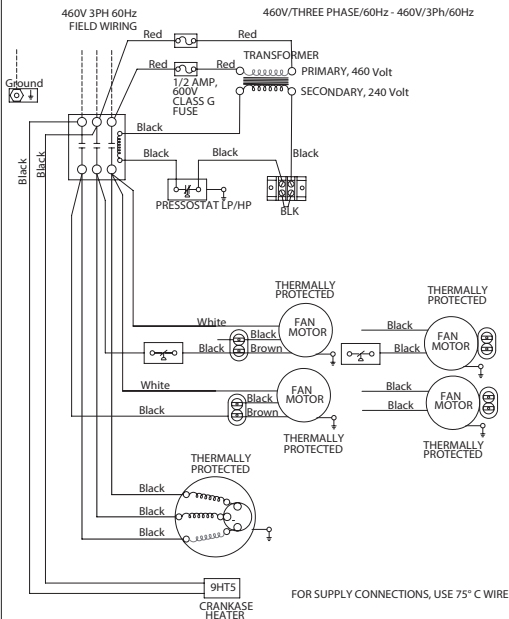 460V 3PH 60Hz
FIELD WIRING
460V/THREE PHASE/60Hz - 460V/3Ph/60Hz
Red
Red
TRANSFORMER
Red
Red
PRIMARY, 460 Volt
Ground
1/2 AMP,
600V
CLASS G
FUSE
SECONDARY, 240 Volt
Black
Black
Black
Black
Black
Black
PRESSOSTAT LP/HP
BLK
THERMALLY
PROTECTED
THERMALLY
PROTECTED
White
FAN
MOTOR
Black
Black
Brown
Black
FAN
MOTOR
Black
White
FAN
MOTOR
Black
Black
Brown
Black
FAN
MOTOR
Black
THERMALLY
PROTECTED
THERMALLY
PROTECTED
THERMALLY
PROTECTED
Black
Black
Black
9HT5
CRANKASE
HEATER
FOR SUPPLY CONNECTIONS, USE 75° C WIRE